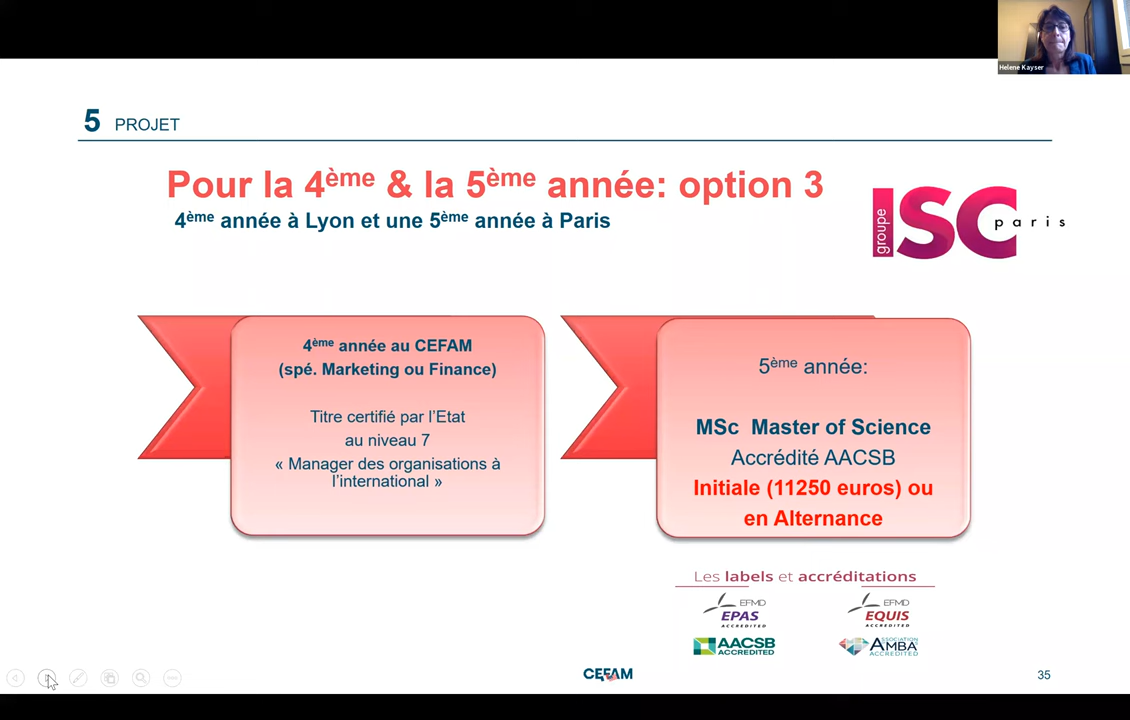 Helene Kayser
5 PROJET
Pour la 4ème & la 5ème année: option 3
4ème année à Lyon et une 5ème année à Paris
groupe ISC paris
4ème année au CEFAM
(spé. Marketing ou Finance)
Titre certifié par l'Etat
au niveau 7
« Manager des organisations à
l'international »
5ème année:
MSc Master of Science
Accrédité AACSB
Initiale (11250 euros) ou
en Alternance
Les labels et accréditations
EFMD
EPAS
ACCREDITED
EFMD
EQUIS
ACCREDITED
AACSB
ACCREDITED
ASSOCIATION
AMBA
ACCREDITED
CEFAM
35